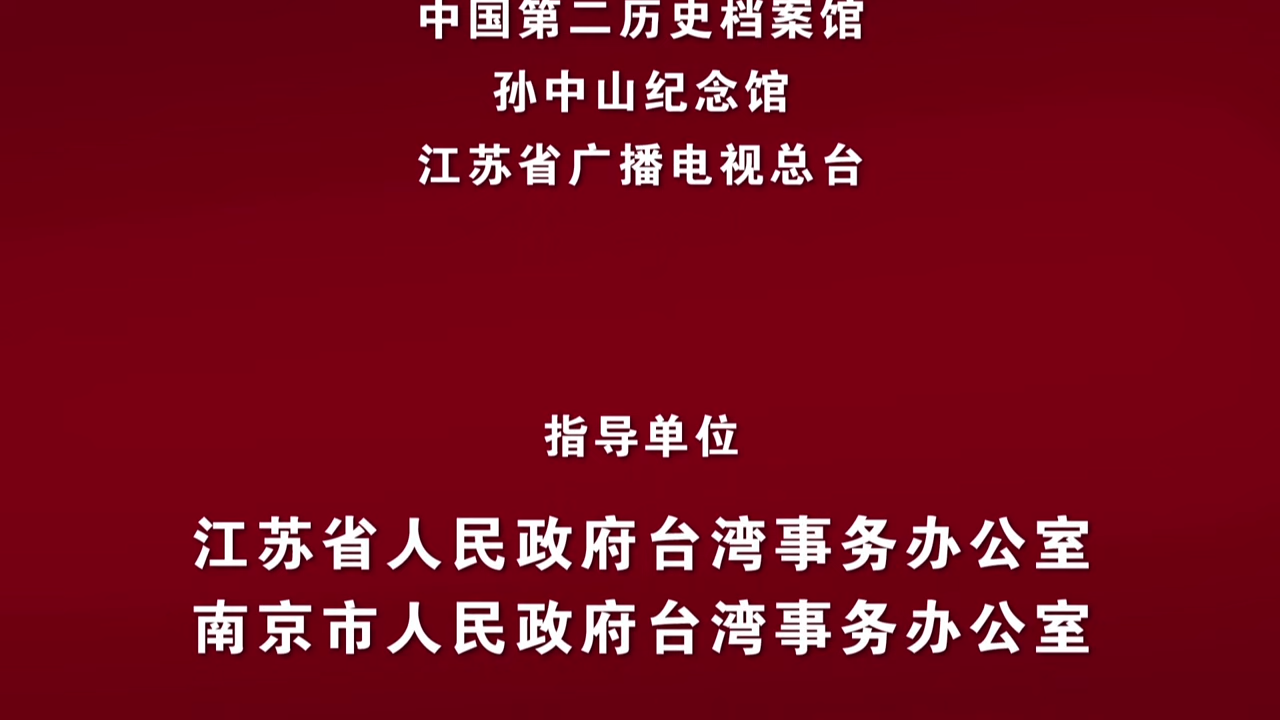 中国第二历史档案馆
孙中山纪念馆
江苏省广播电视总台
指导单位
江苏省人民政府台湾事务办公室
南京市人民政府台湾事务办公室